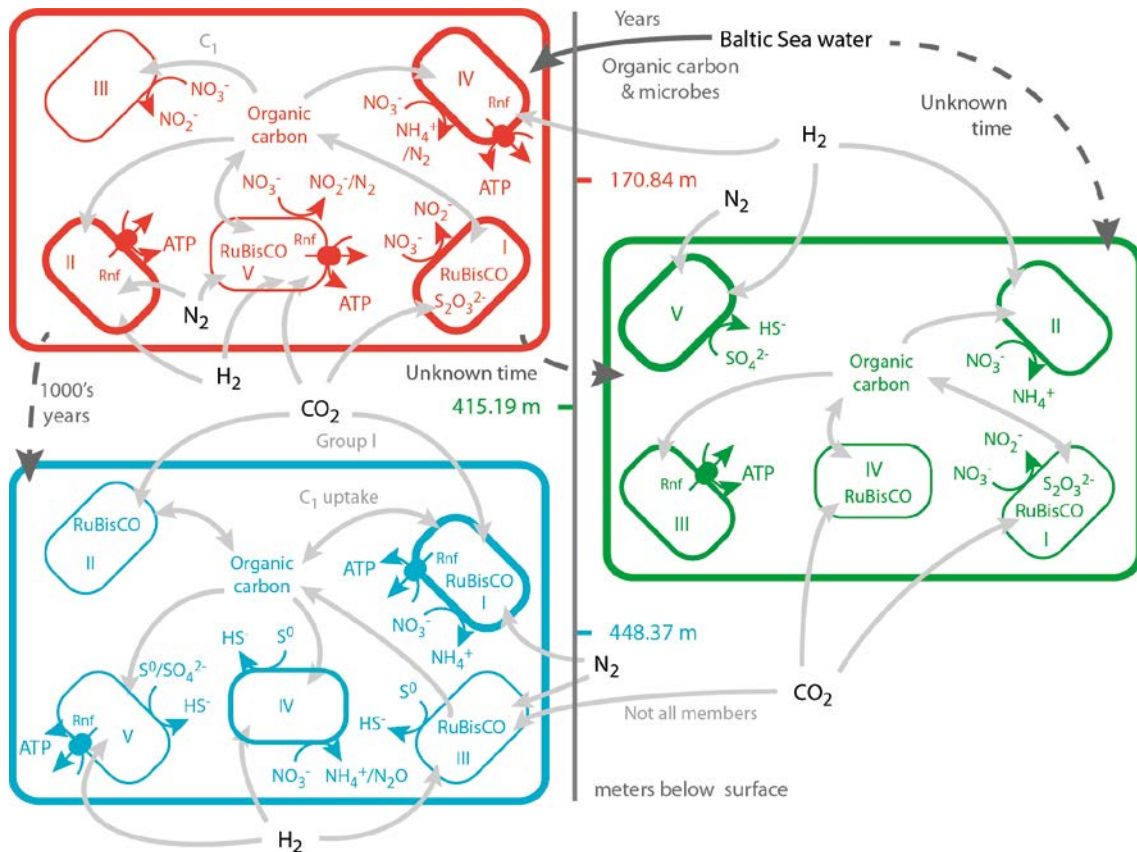 Years
Baltic Sea water
Organic carbon
& microbes
Unknown
time
H₂
170.84 m
C₁
III
NO₃⁻
NO₂⁻
Organic
carbon
IV
Rnf
NO₃⁻
NH₄⁺
/N₂
ATP
II
Rnf
ATP
NO₃⁻
NO₂⁻/N₂
RuBisCO
V
Rnf
ATP
NO₂⁻
NO₃⁻
I
RuBisCO
S₂O₃²⁻
N₂
H₂
CO₂
1000's
years
Unknown time
415.19 m
N₂
V
HS⁻
SO₄²⁻
II
NO₃⁻
NH₄⁺
Organic
carbon
Rnf
ATP
III
IV
RuBisCO
NO₂⁻
NO₃⁻
S₂O₃²⁻
RuBisCO
I
Group I
C₁ uptake
RuBisCO
II
Organic
carbon
ATP
Rnf
RuBisCO
I
NO₃⁻
NH₄⁺
448.37 m
N₂
CO₂
Not all members
S⁰/SO₄²⁻
HS⁻
Rnf
V
ATP
HS⁻
S⁰
IV
NO₃⁻
NH₄⁺/N₂O
S⁰
HS⁻
RuBisCO
III
H₂
meters below surface